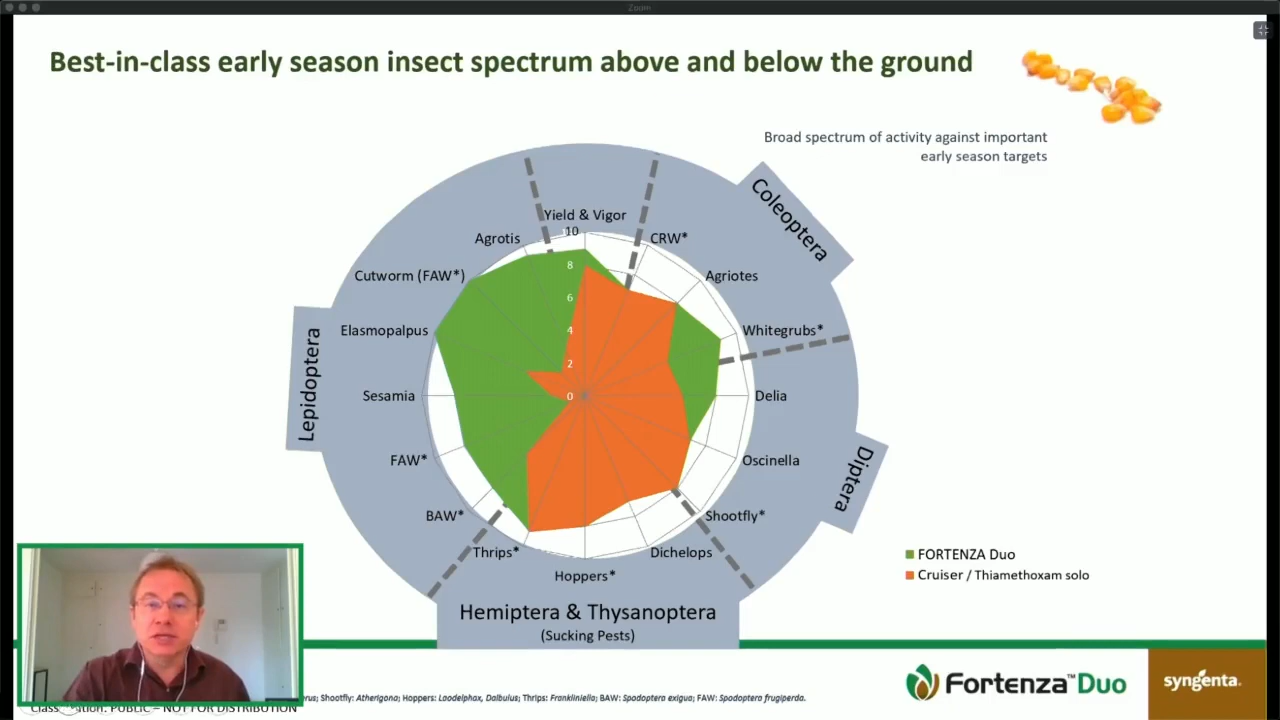 Zoom
Best-in-class early season insect spectrum above and below the ground
Broad spectrum of activity against important
early season targets
Coleoptera
Yield & Vigor
10
8
6
4
2
0
CRW*
Agriotes
Whitegrubs*
Delia
Oscinella
Shootfly*
Dichelops
Hoppers*
Thrips*
BAW*
FAW*
Sesamia
Elasmopalpus
Cutworm (FAW*)
Agrotis
Lepidoptera
Diptera
Hemiptera & Thysanoptera
(Sucking Pests)
FORTENZA Duo
Cruiser / Thiamethoxam solo
Shootfly: Atherigona; Hoppers: Laodelphax, Dalbulus; Thrips: Frankliniella; BAW: Spodoptera exigua; FAW: Spodoptera frugiperda.
PUBLIC – NOT FOR DISTRIBUTION
Fortenza™ Duo
syngenta.